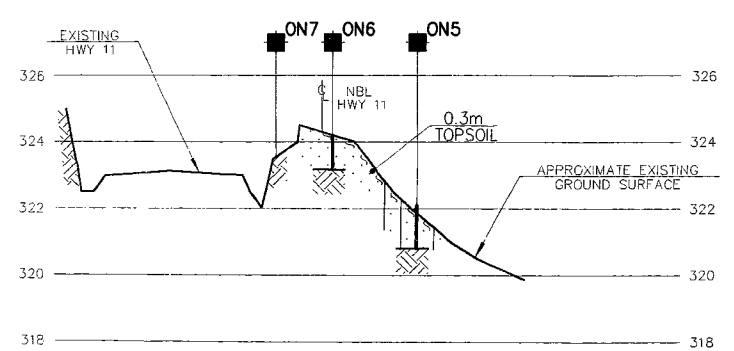 ON7
ON6
ON5
EXISTING
HWY 11
326
326
℄ NBL
HWY 11
0.3m
TOPSOIL
324
324
APPROXIMATE EXISTING
GROUND SURFACE
322
322
320
320
318
318